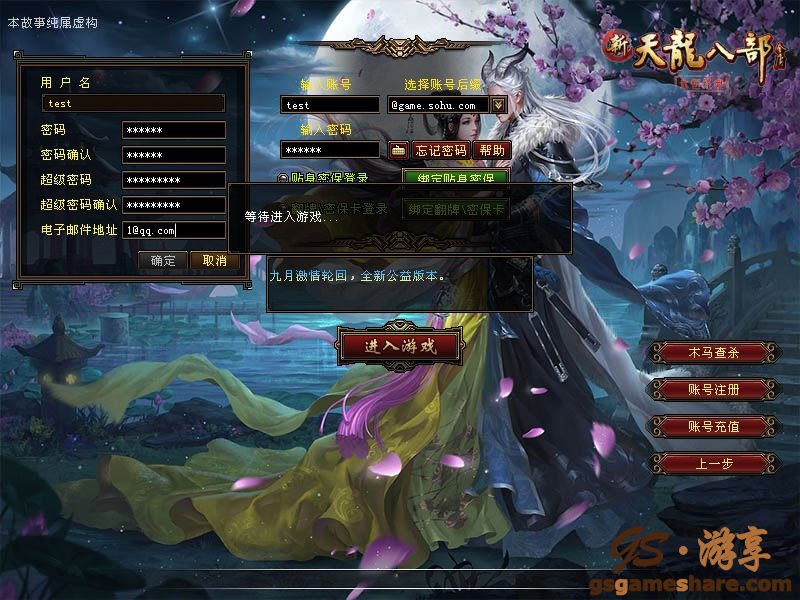 本故事纯属虚构
新天龍八部
用 户 名
test
密码
******
密码确认
******
超级密码
*********
超级密码确认
*********
电子邮件地址
1@qq.com
确定
取消
输入账号
选择账号后缀
test
@game.sohu.com
输入密码
******
忘记密码
帮助
贴身密保登录
绑定贴身密保
翻牌\密保卡登录
绑定翻牌\密保卡
等待进入游戏...
九月激情轮回，全新公益版本。
进入游戏
木马查杀
账号注册
账号充值
上一步
GS·游享
gsgameshare.com